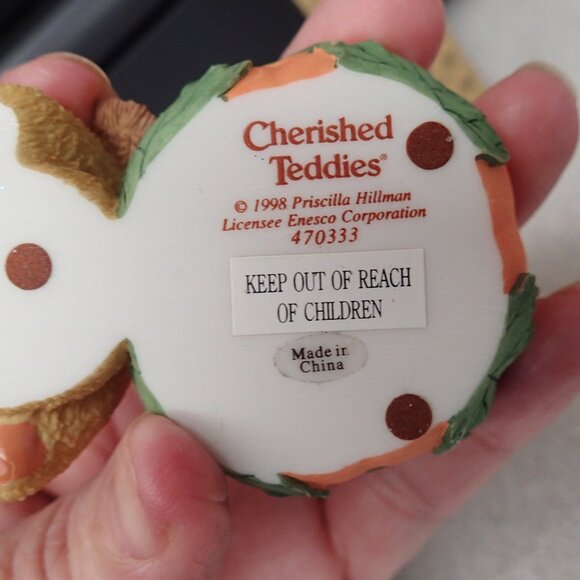 Cherished
Teddies®
© 1998 Priscilla Hillman
Licensee Enesco Corporation
470333
KEEP OUT OF REACH
OF CHILDREN
Made in
China